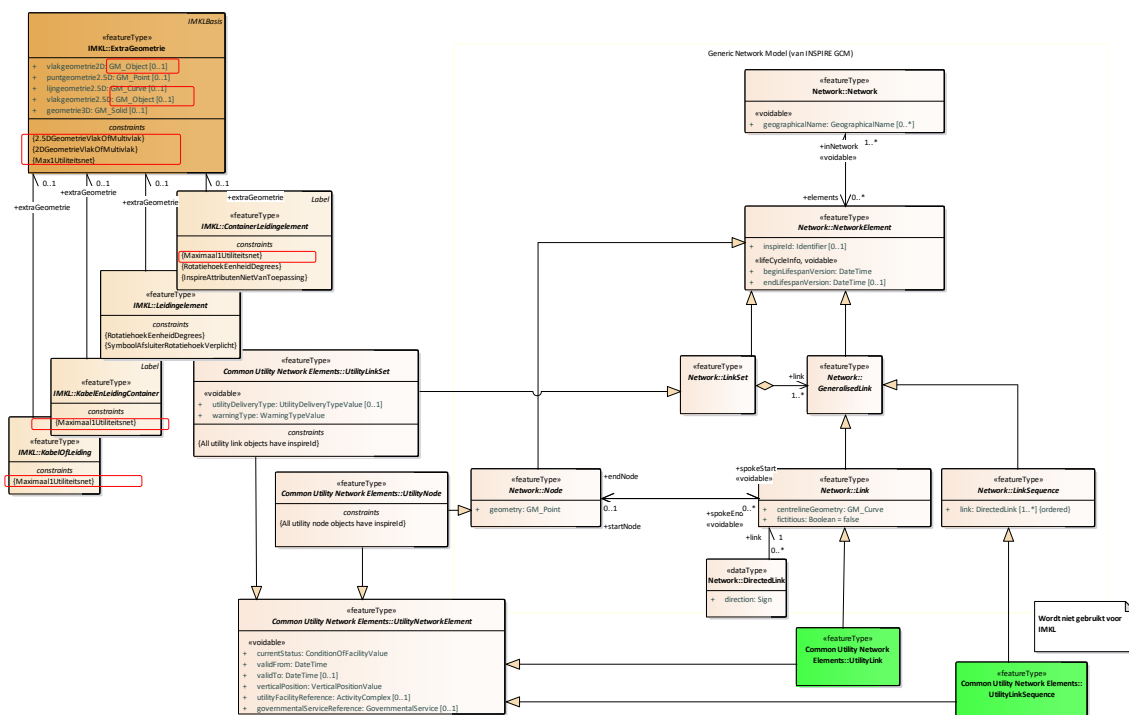 IMKLBasis
«featureType»
IMKL::ExtraGeometrie
+ vlakgeometrie2D: GM_Object [0..1]
+ puntgeometrie2.5D: GM_Point [0..1]
+ lijngeometrie2.5D: GM_Curve [0..1]
+ vlakgeometrie2.5D: GM_Object [0..1]
+ geometrie3D: GM_Solid [0..1]
constraints
{2.5DGeometrieVlakOfMultivlak}
{2DGeometrieVlakOfMultivlak}
{Max1Utiliteitsnet}
0..1
0..1
0..1
0..1
+extraGeometrie
+extraGeometrie
+extraGeometrie
+extraGeometrie
Label
«featureType»
IMKL::ContainerLeidingelement
constraints
{Maximaal1Utiliteitsnet}
{RotatiehoekEenheidDegrees}
{InspireAttributenNietVanToepassing}
«featureType»
IMKL::Leidingelement
constraints
{RotatiehoekEenheidDegrees}
{SymboolAfsluiterRotatiehoekVerplicht}
Label
«featureType»
IMKL::KabelEnLeidingContainer
constraints
{Maximaal1Utiliteitsnet}
«featureType»
IMKL::KabelOfLeiding
constraints
{Maximaal1Utiliteitsnet}
Generic Network Model (van INSPIRE GCM)
«featureType»
Network::Network
«voidable»
+ geographicalName: GeographicalName [0..*]
+inNetwork
1..*
«voidable»
+elements
0..*
«featureType»
Network::NetworkElement
+ inspireId: Identifier [0..1]
«lifeCycleInfo, voidable»
+ beginLifespanVersion: DateTime
+ endLifespanVersion: DateTime [0..1]
«featureType»
Common Utility Network Elements::UtilityLinkSet
«voidable»
+ utilityDeliveryType: UtilityDeliveryTypeValue [0..1]
+ warningType: WarningTypeValue
constraints
{All utility link objects have inspireId}
«featureType»
Network::LinkSet
+link
1..*
«featureType»
Network::
GeneralisedLink
«featureType»
Common Utility Network Elements::UtilityNode
constraints
{All utility node objects have inspireId}
«featureType»
Network::Node
+ geometry: GM_Point
+endNode
0..1
+startNode
+spokeStart
«voidable»
0..*
+spokeEnd
«voidable»
«featureType»
Network::Link
+ centrelineGeometry: GM_Curve
+ fictitious: Boolean = false
«featureType»
Network::LinkSequence
+ link: DirectedLink [1..*] {ordered}
+link
1
0..*
«dataType»
Network::DirectedLink
+ direction: Sign
«featureType»
Common Utility Network Elements::UtilityNetworkElement
«voidable»
+ currentStatus: ConditionOfFacilityValue
+ validFrom: DateTime
+ validTo: DateTime [0..1]
+ verticalPosition: VerticalPositionValue
+ utilityFacilityReference: ActivityComplex [0..1]
+ governmentalServiceReference: GovernmentalService [0..1]
«featureType»
Common Utility Network
Elements::UtilityLink
Wordt niet gebruikt voor
IMKL
«featureType»
Common Utility Network Elements::
UtilityLinkSequence